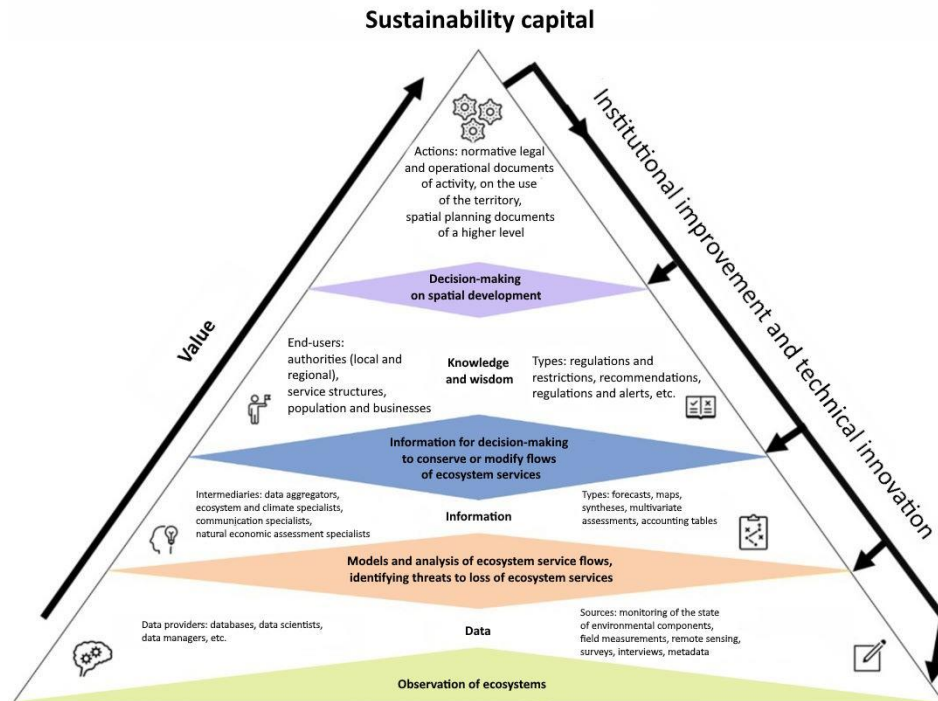 Sustainability capital
Actions: normative legal
and operational documents
of activity, on the use
of the territory,
spatial planning documents
of a higher level
Value
Institutional improvement and technical innovation
Decision-making
on spatial development
End-users:
authorities (local and
regional),
service structures,
population and businesses
Knowledge
and wisdom
Types: regulations and
restrictions, recommendations,
regulations and alerts, etc.
Information for decision-making
to conserve or modify flows
of ecosystem services
Intermediaries: data aggregators,
ecosystem and climate specialists,
communication specialists,
natural economic assessment specialists
Information
Types: forecasts, maps,
syntheses, multivariate
assessments, accounting tables
Models and analysis of ecosystem service flows,
identifying threats to loss of ecosystem services
Data providers: databases, data scientists,
data managers, etc.
Data
Sources: monitoring of the state
of environmental components,
field measurements, remote sensing,
surveys, interviews, metadata
Observation of ecosystems